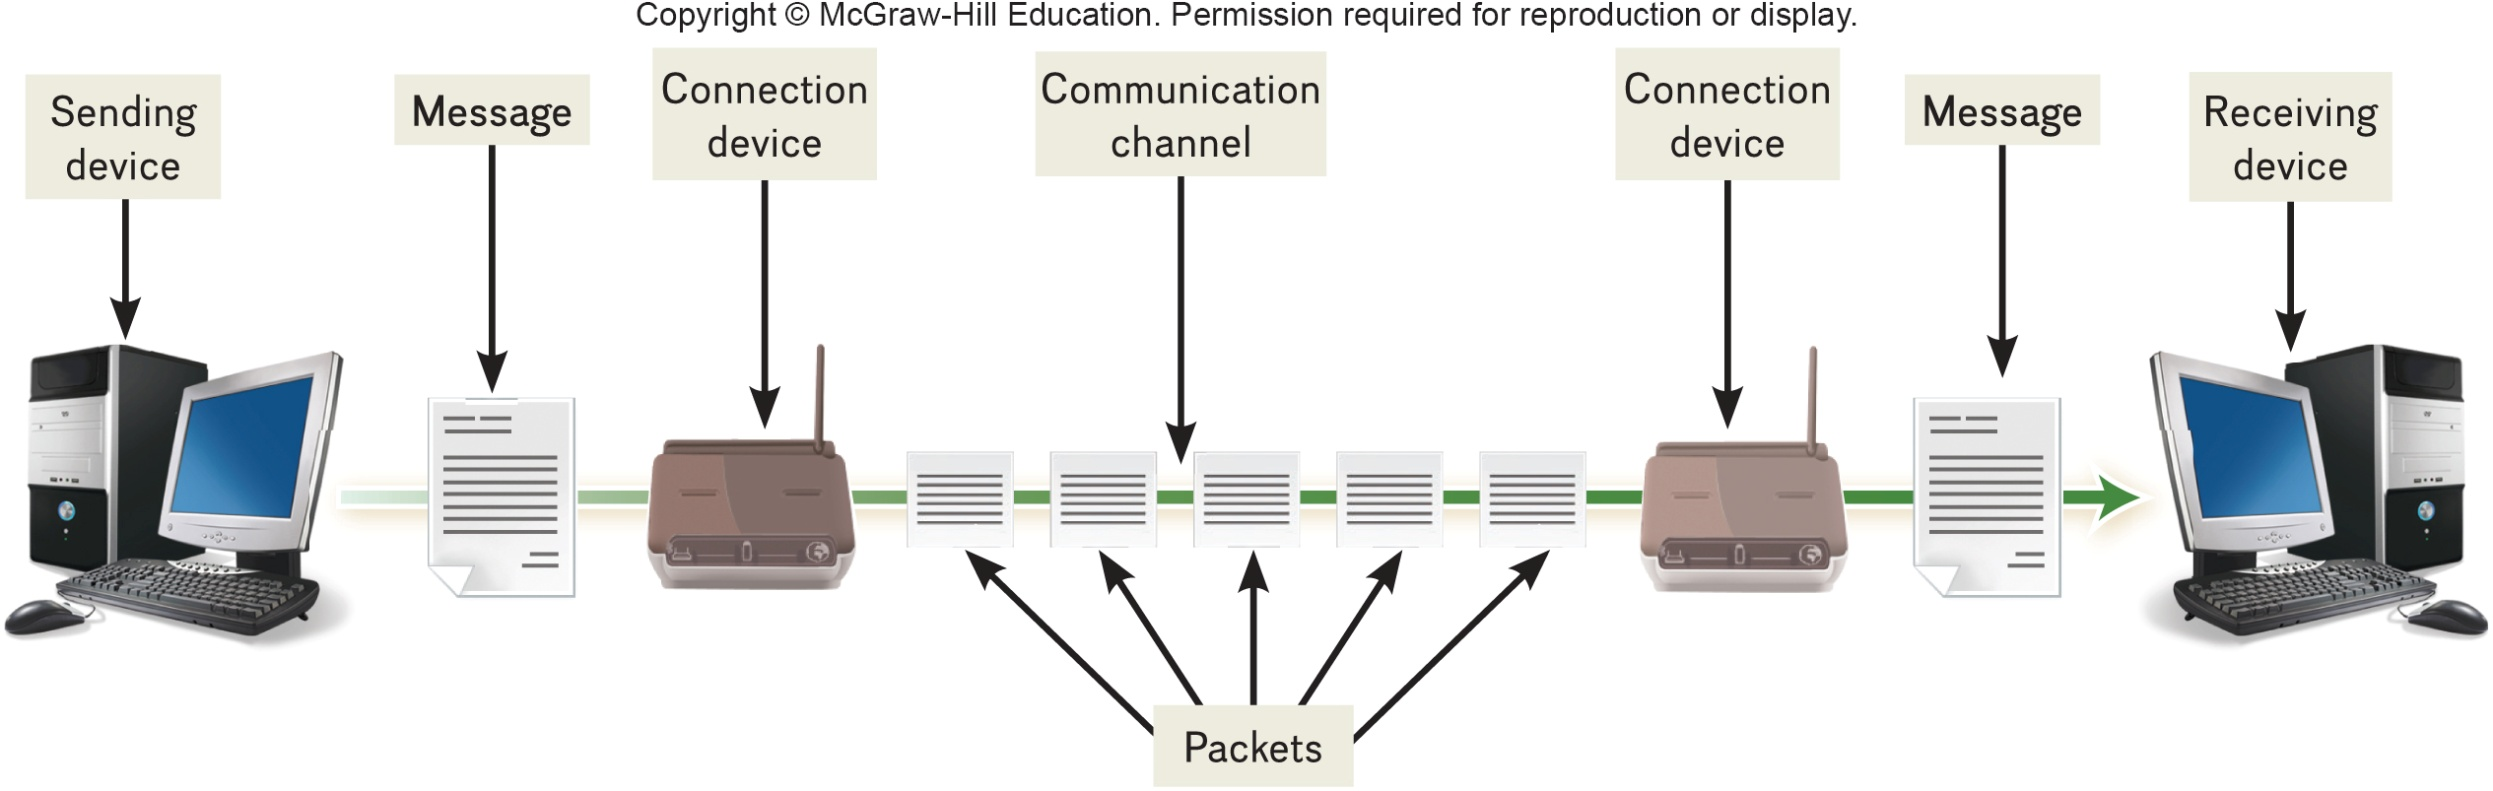 Copyright © McGraw-Hill Education. Permission required for reproduction or display.
Sending
device
Message
Connection
device
Communication
channel
Connection
device
Message
Receiving
device
Packets